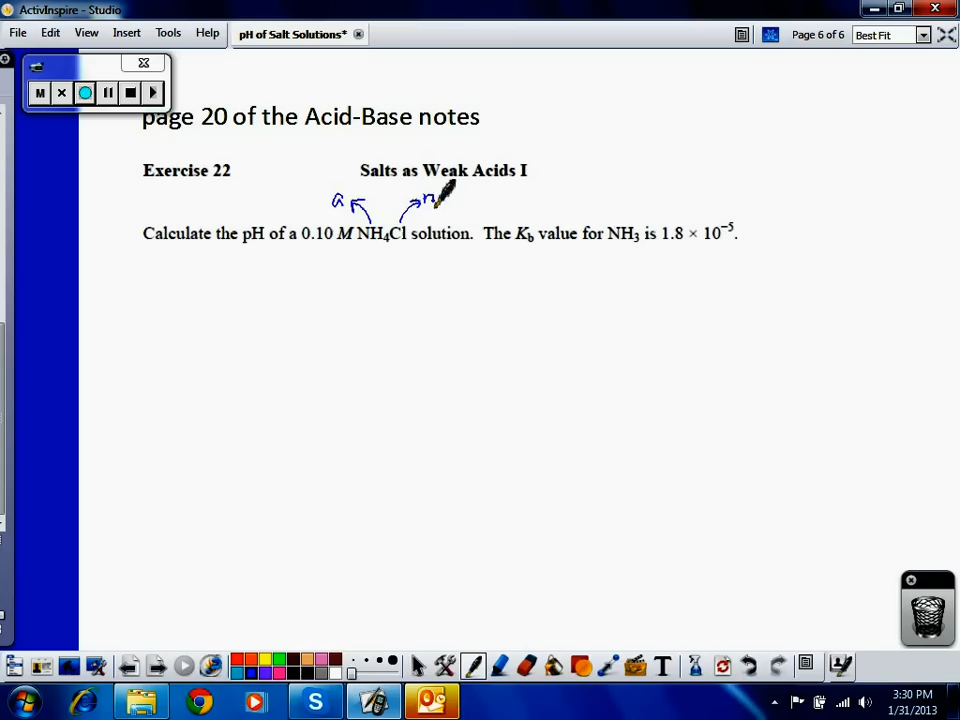 ActivInspire - Studio
File Edit View Insert Tools Help pH of Salt Solutions* Page 6 of 6 Best Fit
M
page 20 of the Acid-Base notes
Exercise 22 Salts as Weak Acids I
a n
Calculate the pH of a 0.10 M NH₄Cl solution. The K_b value for NH₃ is 1.8 × 10⁻⁵.
T
S
3:30 PM
1/31/2013